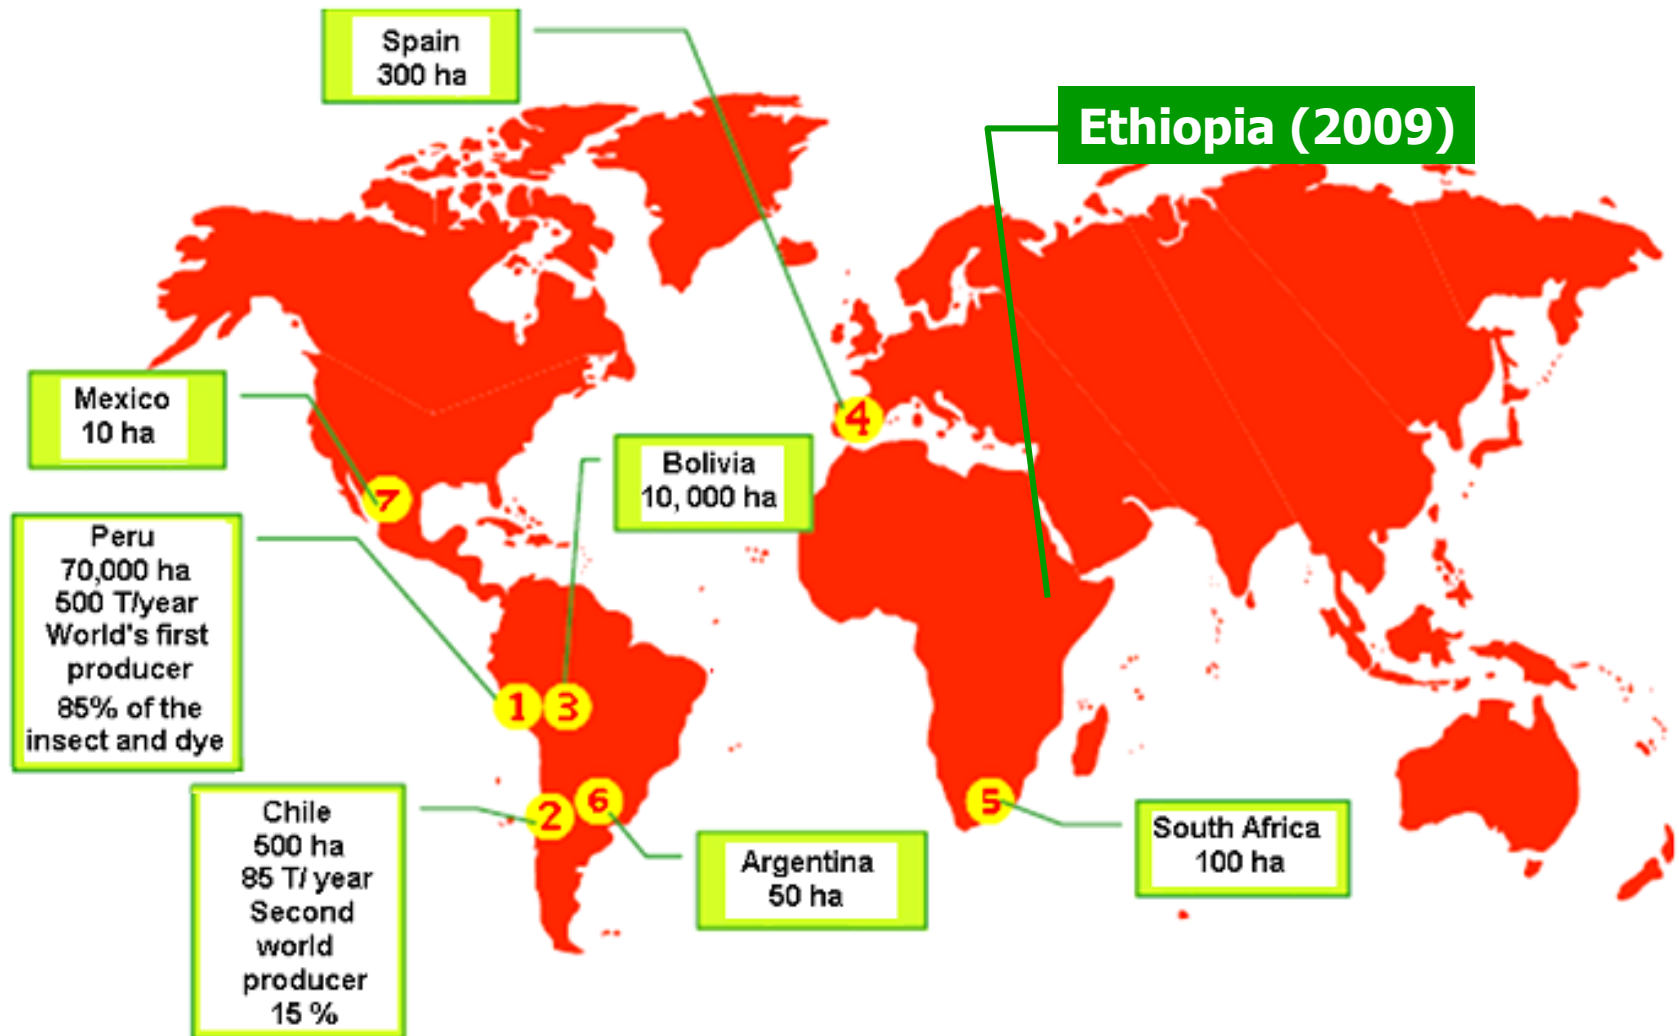 Spain
300 ha
Ethiopia (2009)
Mexico
10 ha
Bolivia
10, 000 ha
Peru
70,000 ha
500 T/year
World's first
producer
85% of the
insect and dye
Chile
500 ha
85 T/ year
Second
world
producer
15 %
Argentina
50 ha
South Africa
100 ha
4
7
1
3
2
6
5